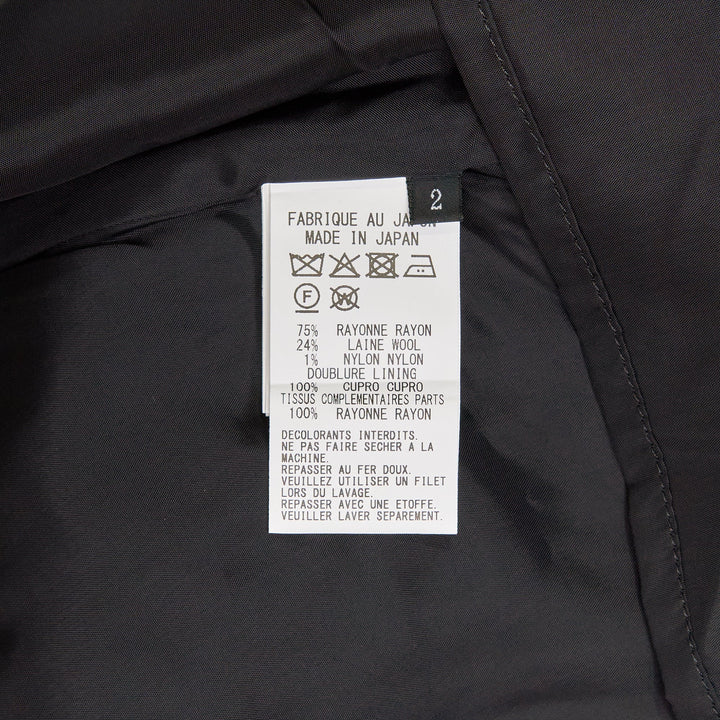 2
FABRIQUE AU JAPON
MADE IN JAPAN
F W
75% RAYONNE RAYON
24% LAINE WOOL
1% NYLON NYLON
DOUBLURE LINING
100% CUPRO CUPRO
TISSUS COMPLEMENTAIRES PARTS
100% RAYONNE RAYON
DECOLORANTS INTERDITS.
NE PAS FAIRE SECHER A LA
MACHINE.
REPASSER AU FER DOUX.
VEUILLEZ UTILISER UN FILET
LORS DU LAVAGE.
REPASSER AVEC UNE ETOFFE.
VEUILLER LAVER SEPAREMENT.